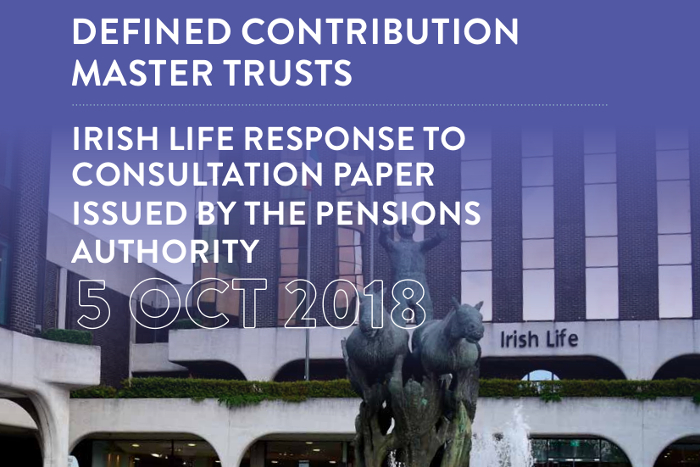 DEFINED CONTRIBUTION
MASTER TRUSTS
IRISH LIFE RESPONSE TO
CONSULTATION PAPER
ISSUED BY THE PENSIONS
AUTHORITY
5 OCT 2018
Irish Life